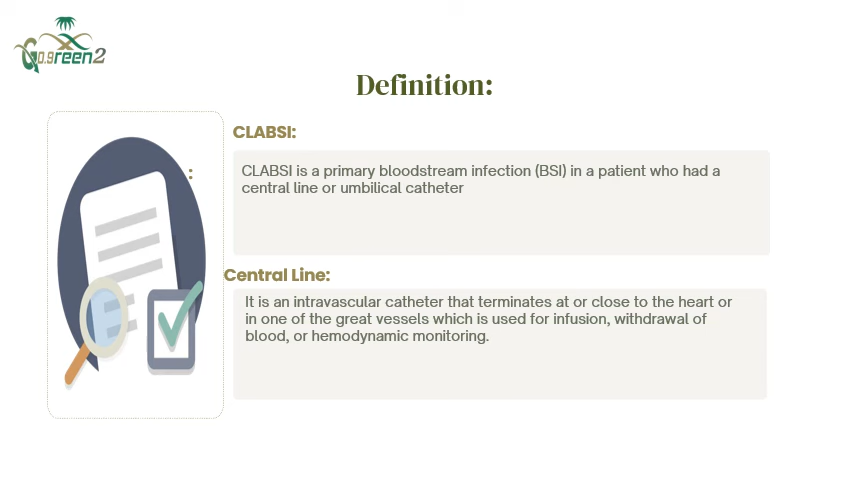 Go.green2
Definition:
CLABSI:
:
CLABSI is a primary bloodstream infection (BSI) in a patient who had a
central line or umbilical catheter
Central Line:
It is an intravascular catheter that terminates at or close to the heart or
in one of the great vessels which is used for infusion, withdrawal of
blood, or hemodynamic monitoring.